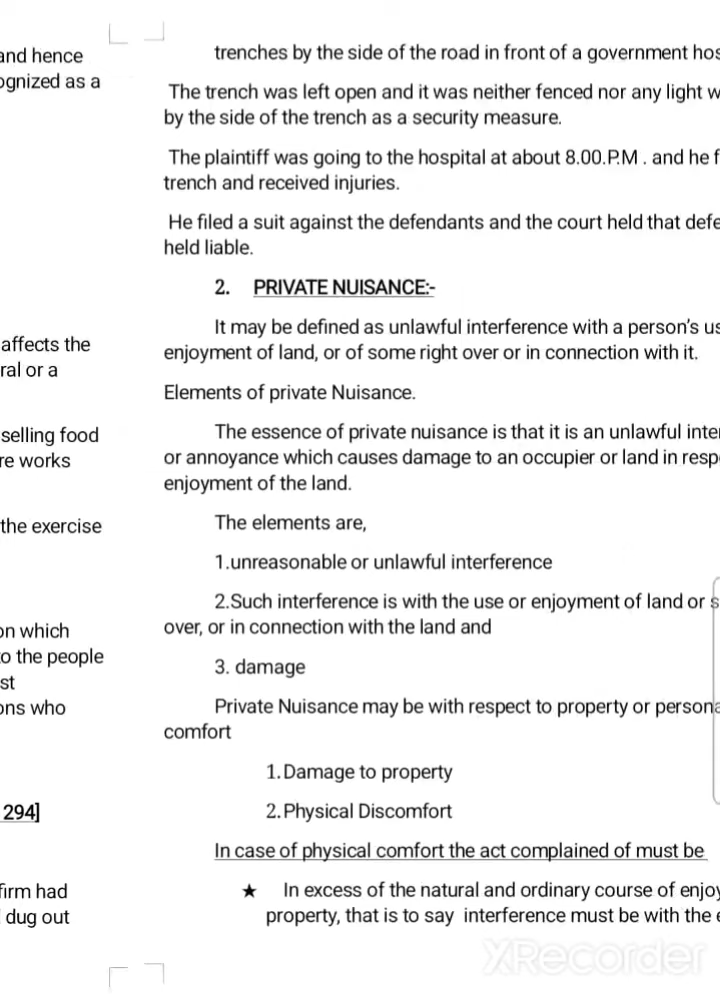 and hence
ognized as a
affects the
ral or a
selling food
re works
the exercise
on which
to the people
st
ons who
294]
firm had
dug out
trenches by the side of the road in front of a government hos
The trench was left open and it was neither fenced nor any light w
by the side of the trench as a security measure.
The plaintiff was going to the hospital at about 8.00.P.M . and he f
trench and received injuries.
He filed a suit against the defendants and the court held that defe
held liable.
2. PRIVATE NUISANCE:-
It may be defined as unlawful interference with a person's us
enjoyment of land, or of some right over or in connection with it.
Elements of private Nuisance.
The essence of private nuisance is that it is an unlawful inter
or annoyance which causes damage to an occupier or land in resp
enjoyment of the land.
The elements are,
1.unreasonable or unlawful interference
2.Such interference is with the use or enjoyment of land or s
over, or in connection with the land and
3. damage
Private Nuisance may be with respect to property or persona
comfort
1.Damage to property
2.Physical Discomfort
In case of physical comfort the act complained of must be
★ In excess of the natural and ordinary course of enjoy
property, that is to say interference must be with the e
XRecorder